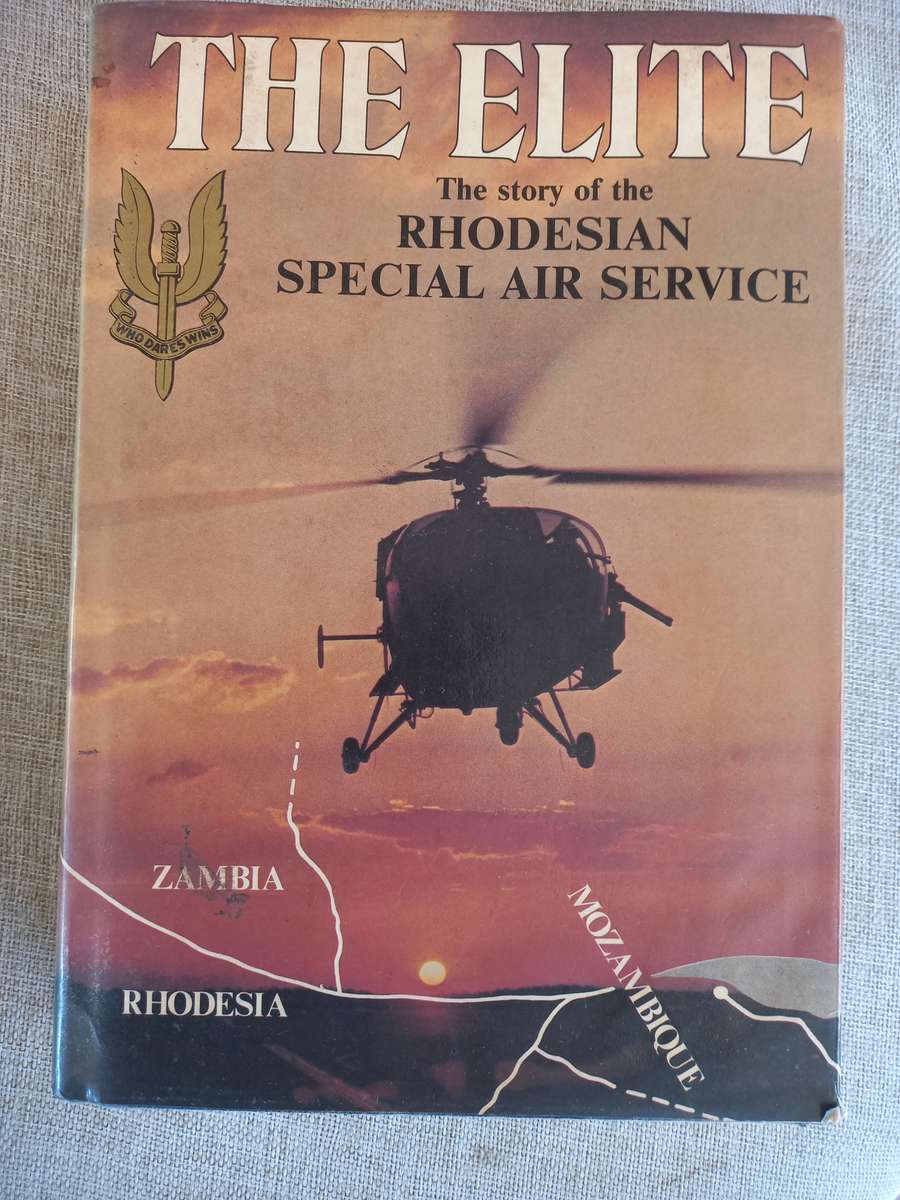 THE ELITE
The story of the
RHODESIAN
SPECIAL AIR SERVICE
WHO DARES WINS
ZAMBIA
MOZAMBIQUE
RHODESIA